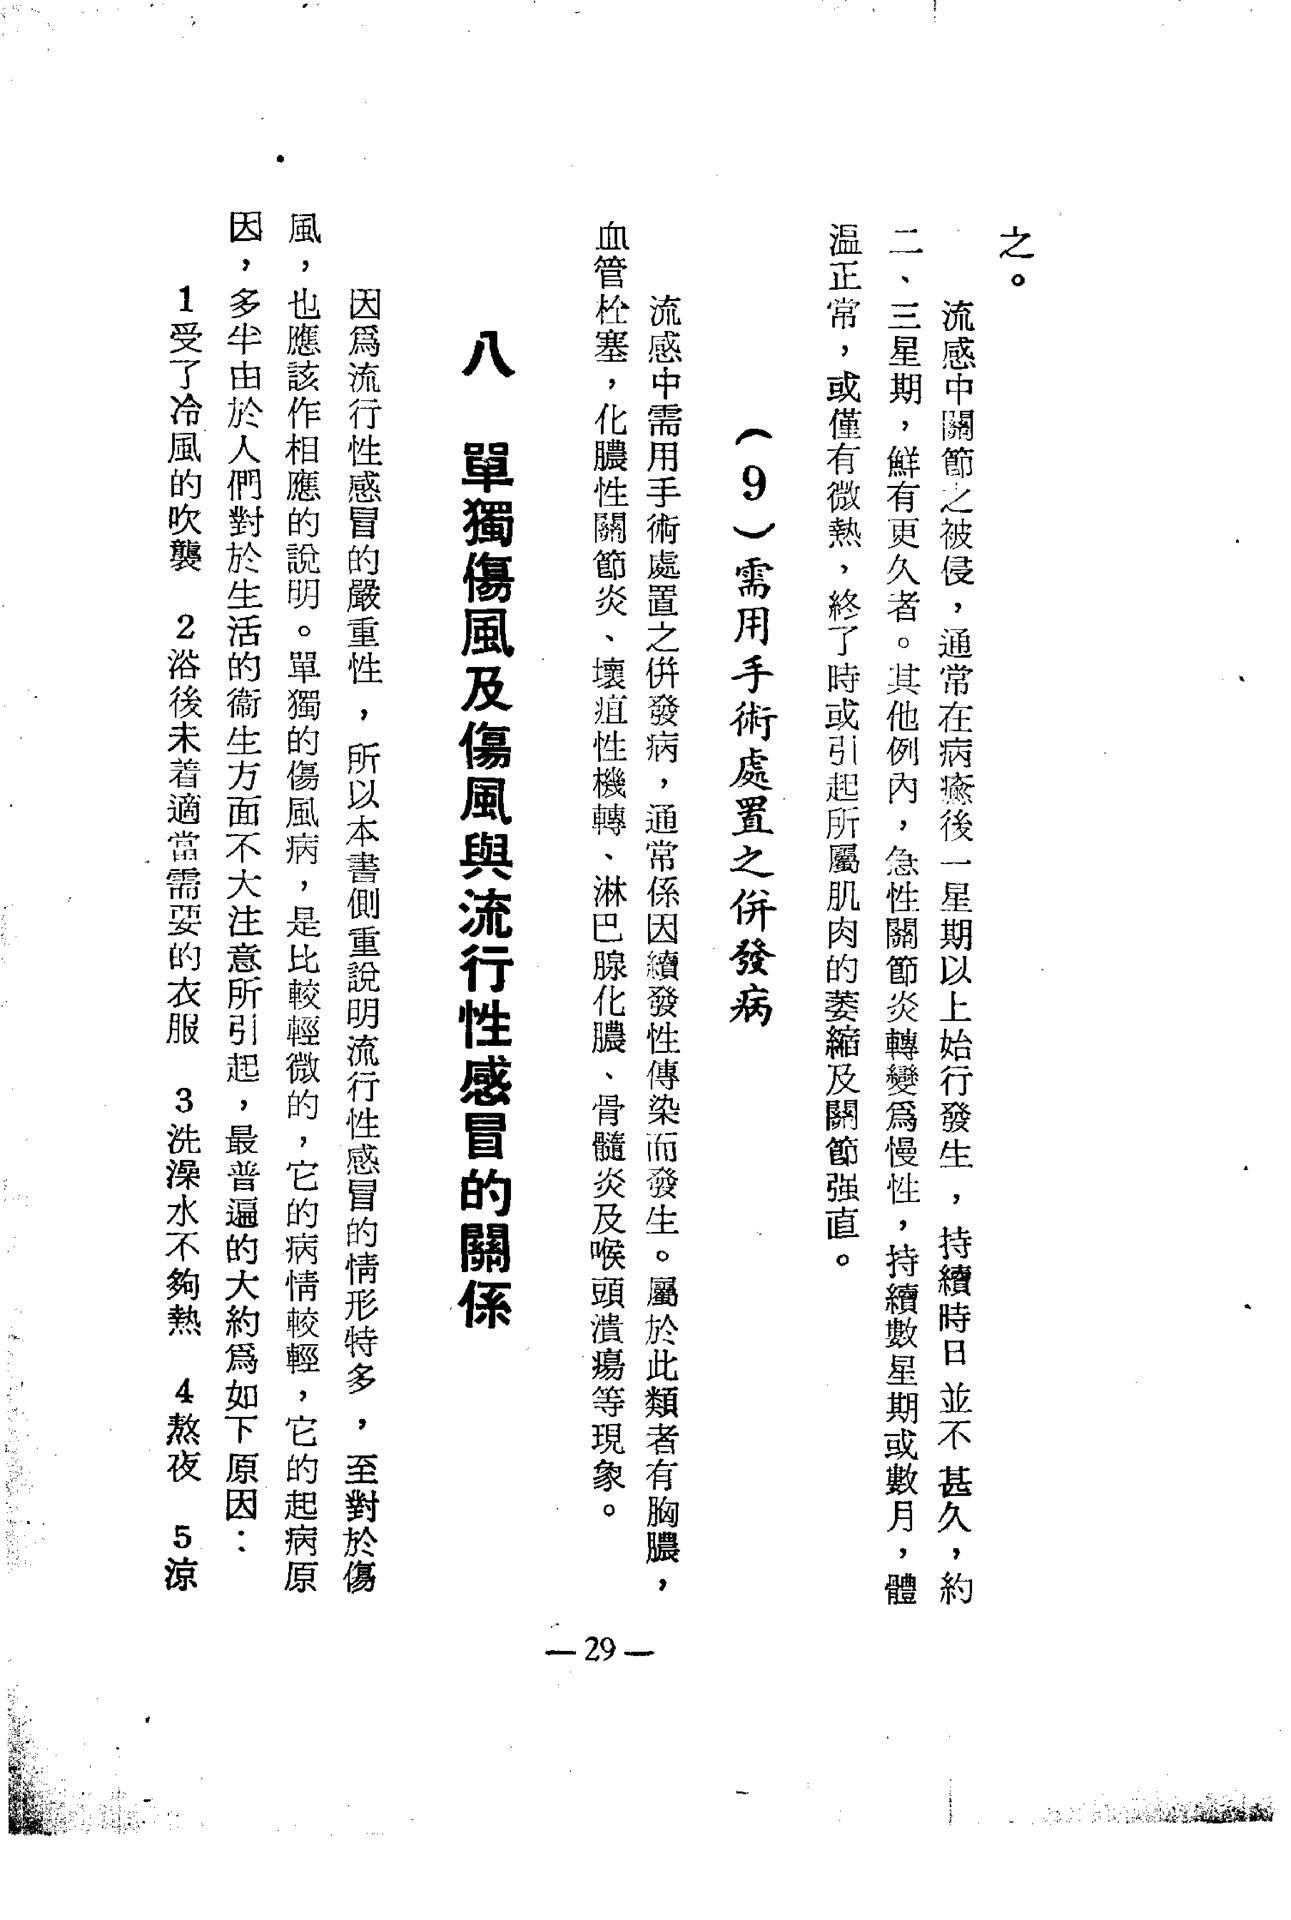 之。
流感中關節之被侵，通常在病癒後一星期以上始行發生，持續時日並不甚久，約
二、三星期，鮮有更久者。其他例內，急性關節炎轉變爲慢性，持續數星期或數月，體
温正常，或僅有微熱，終了時或引起所屬肌肉的萎縮及關節强直。
（9）需用手術處置之併發病
流感中需用手術處置之併發病，通常係因續發性傳染而發生。屬於此類者有胸膿，
血管栓塞，化膿性關節炎、壞疽性機轉、淋巴腺化膿、骨髓炎及喉頭潰瘍等現象。
八　單獨傷風及傷風與流行性感冒的關係
因爲流行性感冒的嚴重性，所以本書側重說明流行性感冒的情形特多，至對於傷
風，也應該作相應的說明。單獨的傷風病，是比較輕微的，它的病情較輕，它的起病原
因，多半由於人們對於生活的衞生方面不大注意所引起，最普遍的大約爲如下原因：
1受了冷風的吹襲　2浴後未着適當需要的衣服　3洗澡水不夠熱　4熬夜　5凉
—29—